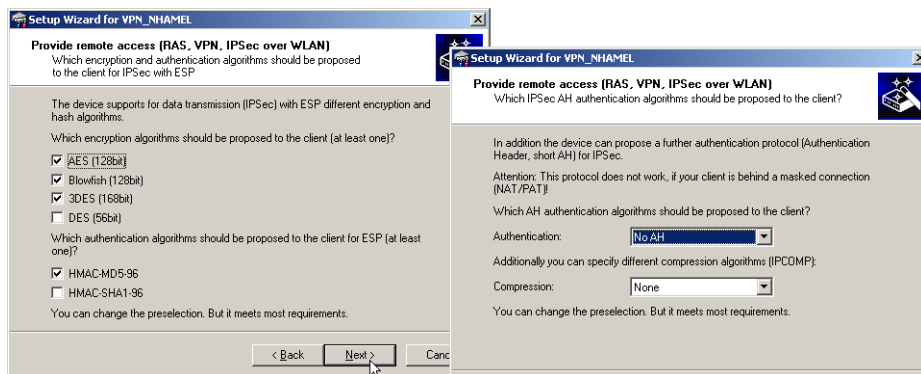 Setup Wizard for VPN_NHAMEL
Provide remote access (RAS, VPN, IPSec over WLAN)
Which encryption and authentication algorithms should be proposed
to the client for IPSec with ESP
The device supports for data transmission (IPSec) with ESP different encryption and
hash algorithms.
Which encryption algorithms should be proposed to the client (at least one)?
AES (128bit)
Blowfish (128bit)
3DES (168bit)
DES (56bit)
Which authentication algorithms should be proposed to the client for ESP (at least
one)?
HMAC-MD5-96
HMAC-SHA1-96
You can change the preselection. But it meets most requirements.
< Back
Next >
Canc
Setup Wizard for VPN_NHAMEL
Provide remote access (RAS, VPN, IPSec over WLAN)
Which IPSec AH authentication algorithms should be proposed to the client?
In addition the device can propose a further authentication protocol (Authentication
Header, short AH) for IPSec.
Attention: This protocol does not work, if your client is behind a masked connection
(NAT/PAT)!
Which AH authentication algorithms should be proposed to the client?
Authentication: No AH
Additionally you can specify different compression algorithms (IPCOMP):
Compression: None
You can change the preselection. But it meets most requirements.